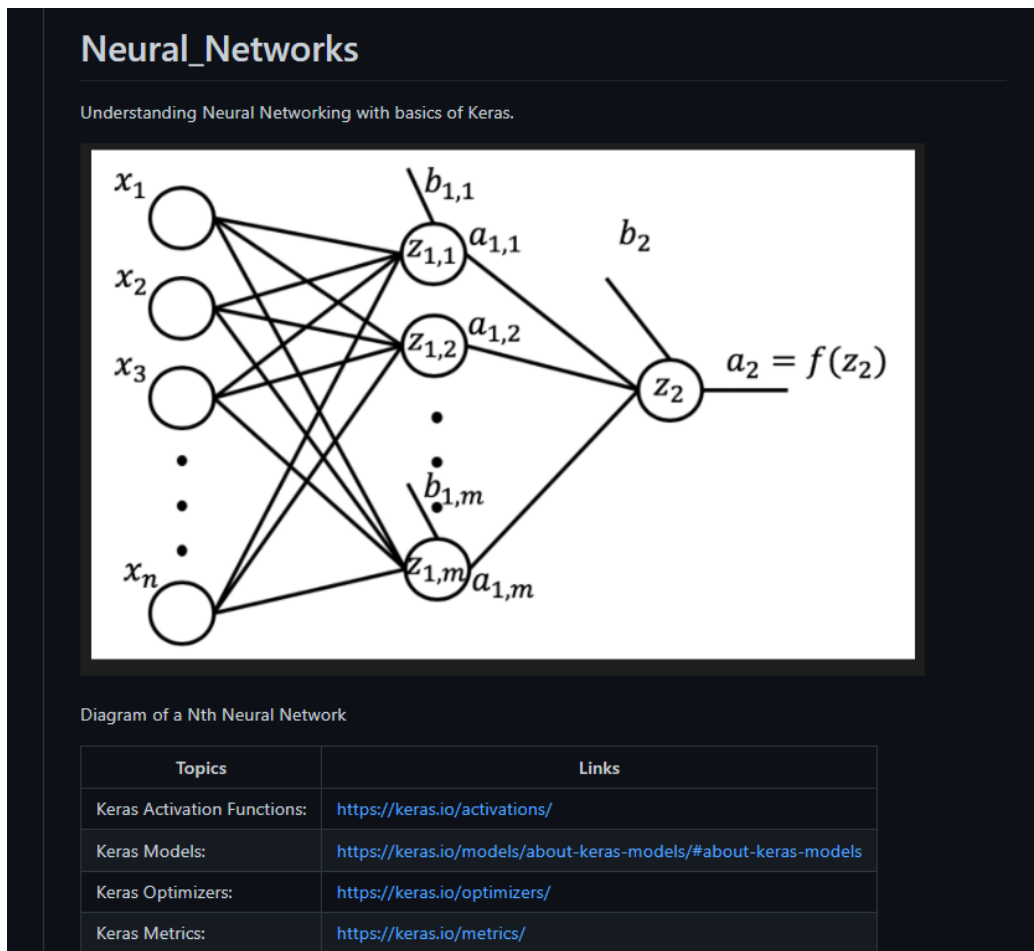 Neural_Networks
Understanding Neural Networking with basics of Keras.
x₁
b₁,₁
z₁,₁
a₁,₁
b₂
x₂
z₁,₂
a₁,₂
x₃
z₂
a₂ = f(z₂)
b₁,ₘ
xₙ
z₁,ₘ
a₁,ₘ
Diagram of a Nth Neural Network
Topics Links
Keras Activation Functions: https://keras.io/activations/
Keras Models: https://keras.io/models/about-keras-models/#about-keras-models
Keras Optimizers: https://keras.io/optimizers/
Keras Metrics: https://keras.io/metrics/